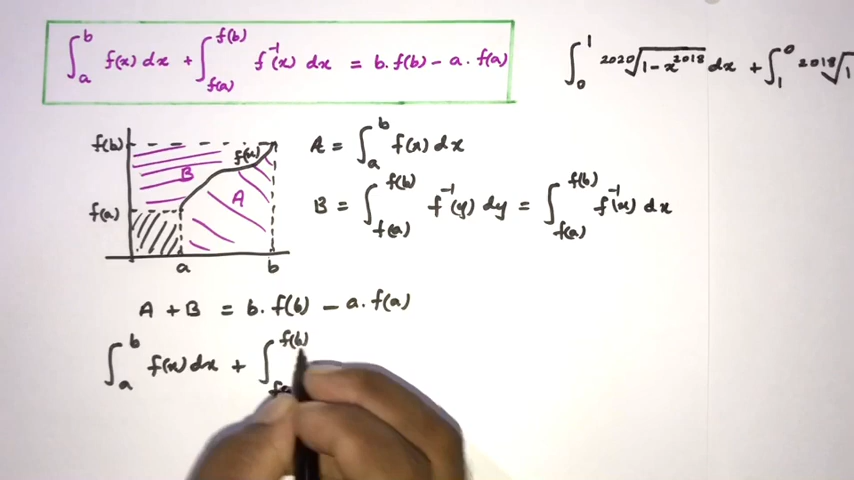 ∫_a^b f(x) dx + ∫_{f(a)}^{f(b)} f^{-1}(x) dx = b.f(b) - a.f(a)
∫_0^1 ^{2020}√(1-x^{2018}) dx + ∫_1^0 ^{2018}√1
f(b)
f(x)
B
A
f(a)
a b
A = ∫_a^b f(x) dx
B = ∫_{f(a)}^{f(b)} f^{-1}(y) dy = ∫_{f(a)}^{f(b)} f^{-1}(x) dx
A + B = b. f(b) - a. f(a)
∫_a^b f(x) dx + ∫^{f(b)}